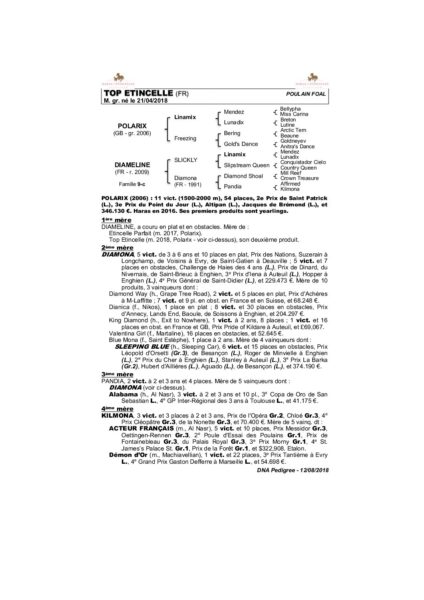 TOP ETINCELLE (FR)
POULAIN FOAL
M. gr. né le 21/04/2018
POLARIX
(GB - gr. 2006)
Linamix
Mendez
Bellypha
Miss Carina
Lunadix
Breton
Lutine
Freezing
Bering
Arctic Tern
Beaune
Gold's Dance
Goldneyev
Anitra's Dance
DIAMELINE
(FR - r. 2009)
Famille 9-c
SLICKLY
Linamix
Mendez
Lunadix
Slipstream Queen
Conquistador Cielo
Country Queen
Diamona
(FR - 1991)
Diamond Shoal
Mill Reef
Crown Treasure
Pandia
Affirmed
Kilmona
POLARIX (2006) : 11 vict. (1500-2000 m), 54 places, 2e Prix de Saint Patrick
(L.), 3e Prix du Point du Jour (L.), Altipan (L.), Jacques de Brémond (L.), et
346.130 €. Haras en 2016. Ses premiers produits sont yearlings.
1ère mère
DIAMELINE, a couru en plat et en obstacles. Mère de :
Etincelle Parfait (m. 2017, Polarix).
Top Etincelle (m. 2018, Polarix - voir ci-dessus), son deuxième produit.
2ème mère
DIAMONA, 5 vict. de 3 à 6 ans et 10 places en plat, Prix des Nations, Suzerain à
Longchamp, de Voisins à Evry, de Saint-Gatien à Deauville ; 5 vict. et 7
places en obstacles, Challenge de Haies des 4 ans (L.), Prix de Dinard, du
Nivernais, de Saint-Brieuc à Enghien, 3e Prix d'Iena à Auteuil (L.), Hopper à
Enghien (L.), 4e Prix Général de Saint-Didier (L.), et 229.473 €. Mère de 10
produits, 3 vainqueurs dont :
Diamond Way (h., Grape Tree Road), 2 vict. et 5 places en plat, Prix d'Achères
à M-Laffitte ; 7 vict. et 9 pl. en obst. en France et en Suisse, et 68.248 €.
Dianice (f., Nikos), 1 place en plat ; 8 vict. et 30 places en obstacles, Prix
d'Annecy, Lands End, Baoule, de Soissons à Enghien, et 204.297 €.
King Diamond (h., Exit to Nowhere), 1 vict. à 2 ans, 8 places ; 1 vict. et 16
places en obst. en France et GB, Prix Pride of Kildare à Auteuil, et £69,067.
Valentina Girl (f., Martaline), 16 places en obstacles, et 52.645 €.
Blue Mona (f., Saint Estèphe), 1 place à 2 ans. Mère de 4 vainqueurs dont :
SLEEPING BLUE (h., Sleeping Car), 6 vict. et 15 places en obstacles, Prix
Léopold d'Orsetti (Gr.3), de Besançon (L.), Roger de Minvielle à Enghien
(L.), 2e Prix du Cher à Enghien (L.), Stanley à Auteuil (L.), 3e Prix La Barka
(Gr.2), Hubert d'Aillières (L.), Aguado (L.), de Besançon (L.), et 374.190 €.
3ème mère
PANDIA, 2 vict. à 2 et 3 ans et 4 places. Mère de 5 vainqueurs dont :
DIAMONA (voir ci-dessus).
Alabama (h., Al Nasr), 3 vict. à 2 et 3 ans et 10 pl., 3e Copa de Oro de San
Sebastian L., 4e GP Inter-Régional des 3 ans à Toulouse L., et 41.175 €.
4ème mère
KILMONA, 3 vict. et 3 places à 2 et 3 ans, Prix de l'Opéra Gr.2, Chloé Gr.3, 4e
Prix Cléopâtre Gr.3, de la Nonette Gr.3, et 70.400 €. Mère de 5 vainq. dt :
ACTEUR FRANÇAIS (m., Al Nasr), 5 vict. et 10 places, Prix Messidor Gr.3,
Oettingen-Rennen Gr.3, 2e Poule d'Essai des Poulains Gr.1, Prix de
Fontainebleau Gr.3, du Palais Royal Gr.3, 3e Prix Morny Gr.1, 4e St.
James's Palace St. Gr.1, Prix de la Forêt Gr.1, et $322,908, Etalon.
Démon d'Or (m., Machiavellian), 1 vict. et 22 places, 3e Prix Tantième à Evry
L., 4e Grand Prix Gaston Defferre à Marseille L., et 54.698 €.
DNA Pedigree - 13/08/2018